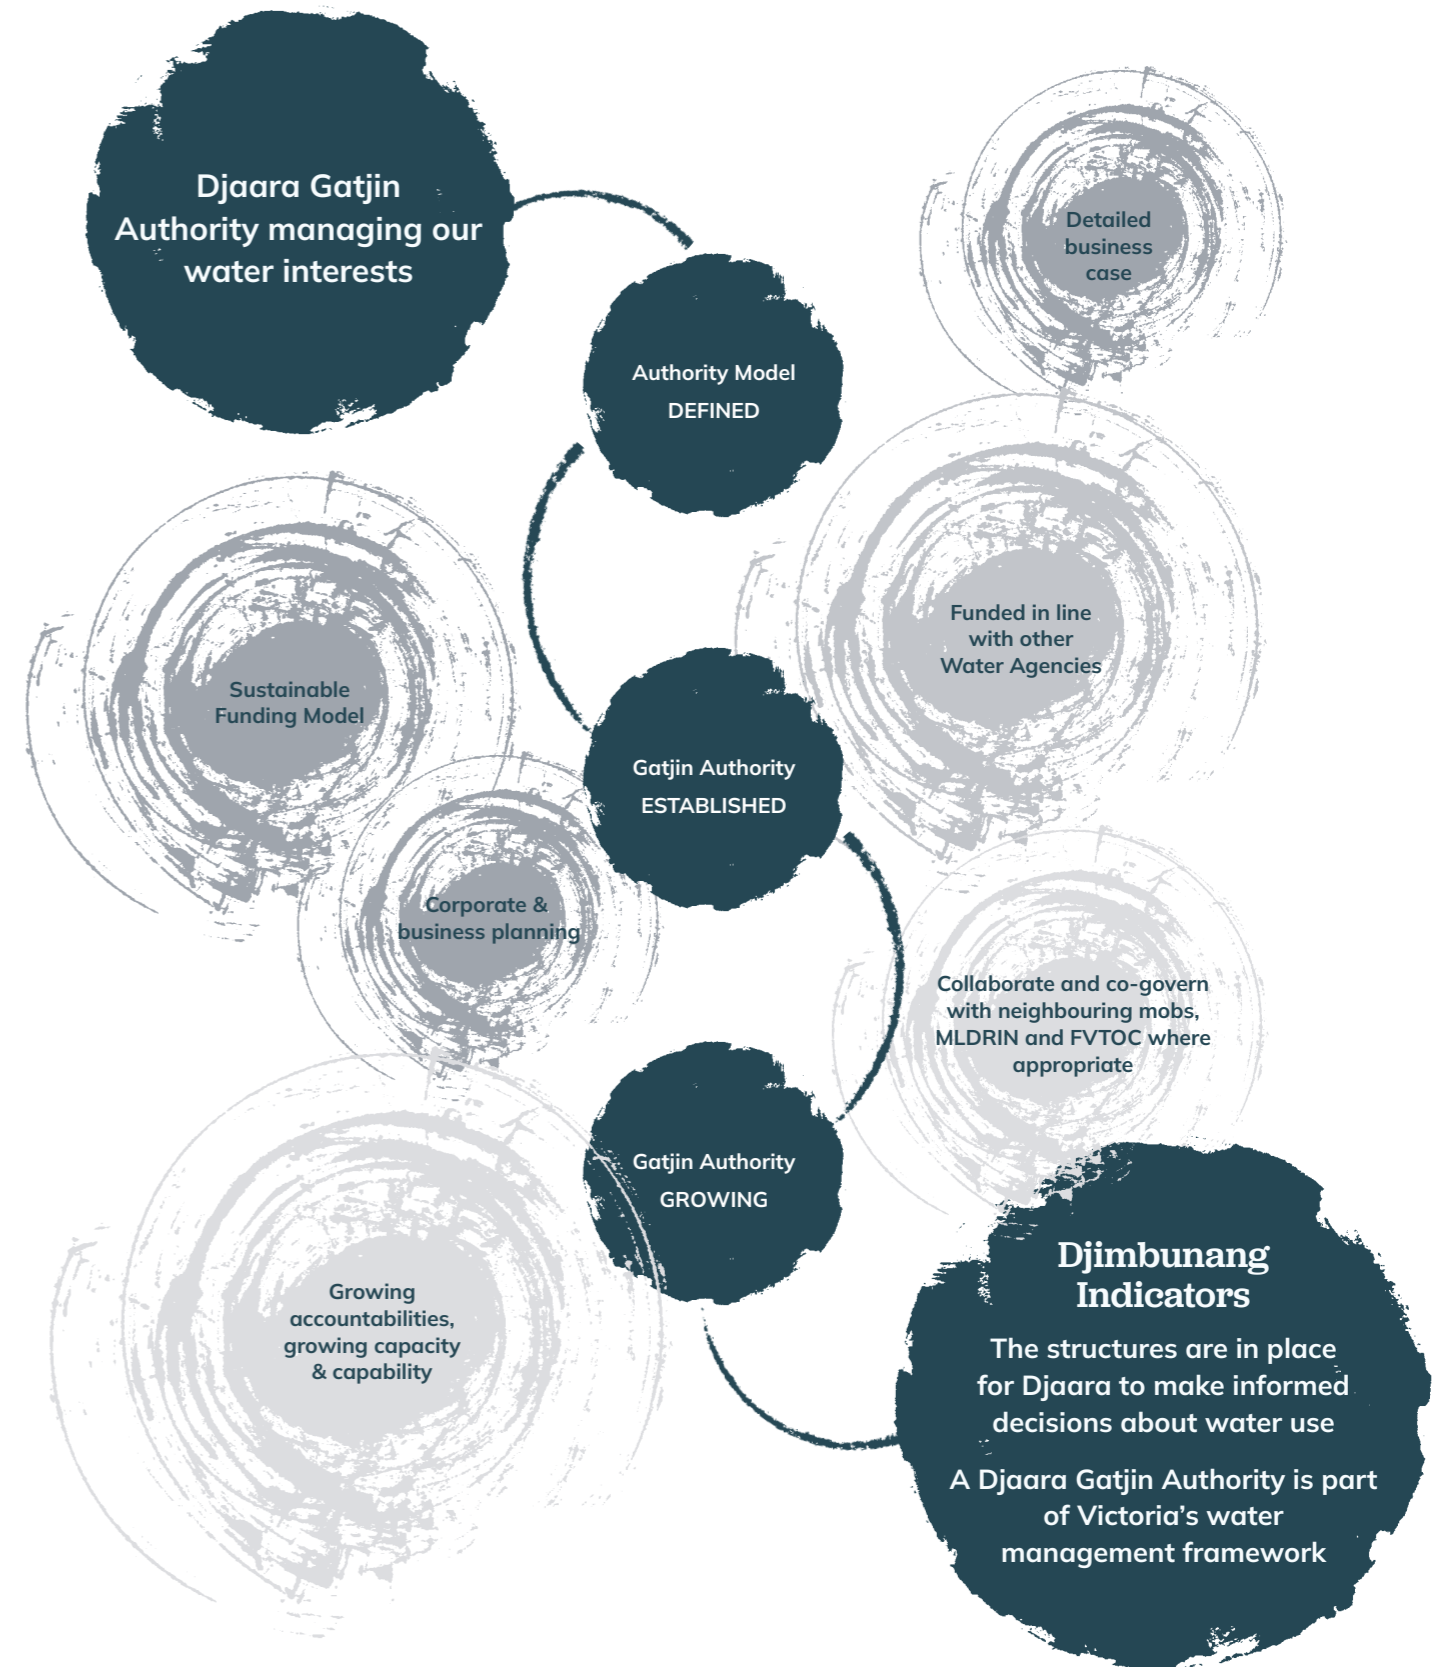 Djaara Gatjin
Authority managing our
water interests
Detailed
business
case
Authority Model
DEFINED
Funded in line
with other
Water Agencies
Sustainable
Funding Model
Gatjin Authority
ESTABLISHED
Corporate &
business planning
Collaborate and co-govern
with neighbouring mobs,
MLDRIN and FVTOC where
appropriate
Gatjin Authority
GROWING
Growing
accountabilities,
growing capacity
& capability
Djimbunang
Indicators
The structures are in place
for Djaara to make informed
decisions about water use
A Djaara Gatjin Authority is part
of Victoria’s water
management framework